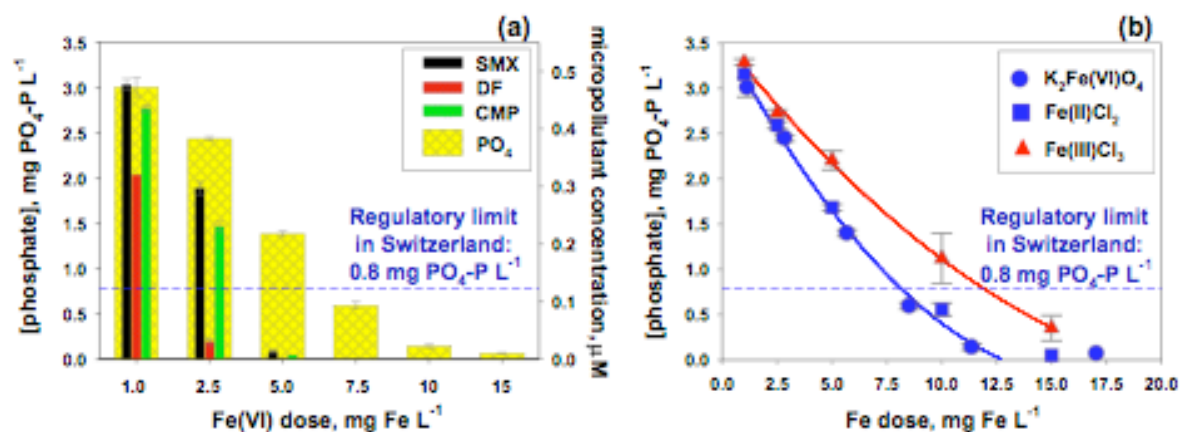 (a)
[phosphate], mg PO₄-P L⁻¹
3.5
3.0
2.5
2.0
1.5
1.0
0.5
0.0
SMX
DF
CMP
PO₄
Regulatory limit
in Switzerland:
0.8 mg PO₄-P L⁻¹
0.5
0.4
0.3
0.2
0.1
0.0
micropollutant concentration, µM
1.0 2.5 5.0 7.5 10 15
Fe(VI) dose, mg Fe L⁻¹
(b)
[phosphate], mg PO₄-P L⁻¹
3.5
3.0
2.5
2.0
1.5
1.0
0.5
0.0
K₂Fe(VI)O₄
Fe(II)Cl₂
Fe(III)Cl₃
Regulatory limit
in Switzerland:
0.8 mg PO₄-P L⁻¹
0.0 2.5 5.0 7.5 10.0 12.5 15.0 17.5 20.0
Fe dose, mg Fe L⁻¹